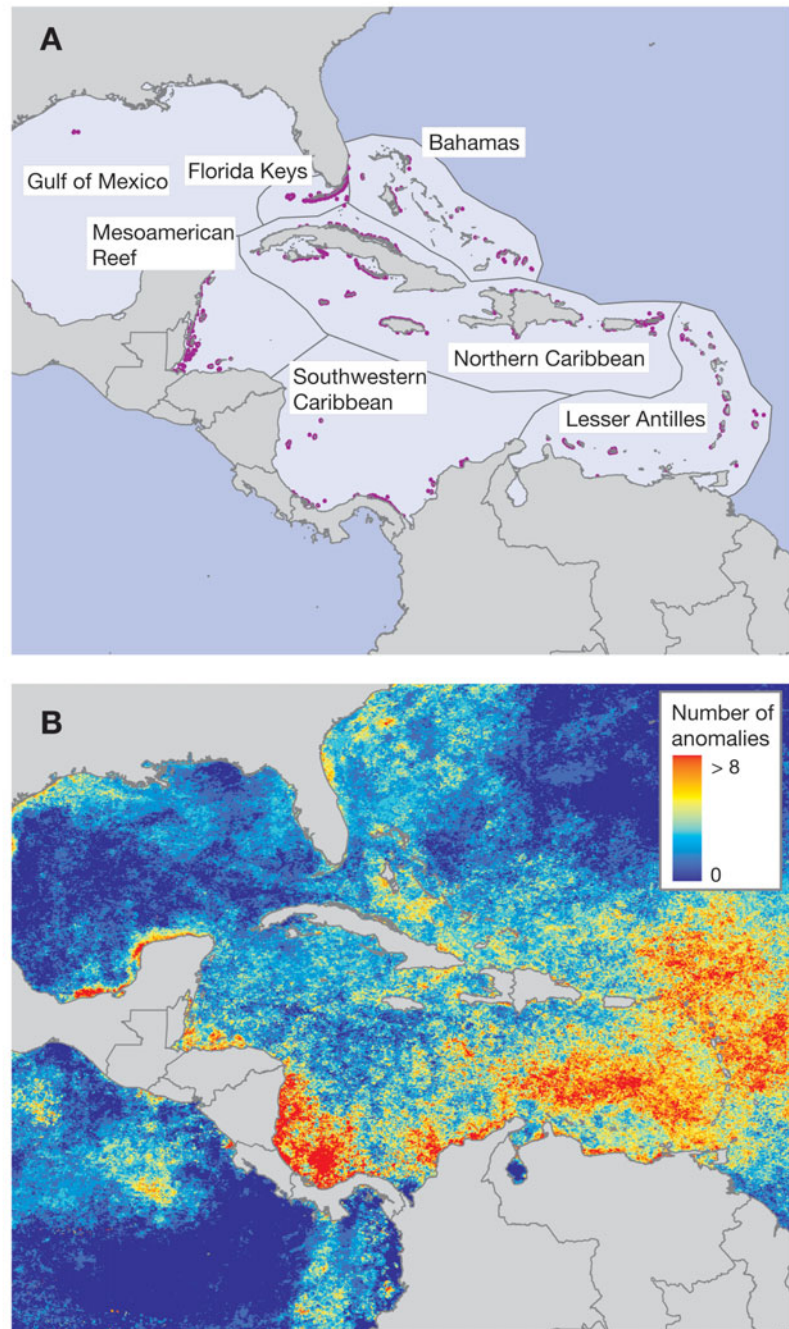 A
Bahamas
Florida Keys
Gulf of Mexico
Mesoamerican
Reef
Northern Caribbean
Southwestern
Caribbean
Lesser Antilles
B
Number of
anomalies
> 8
0